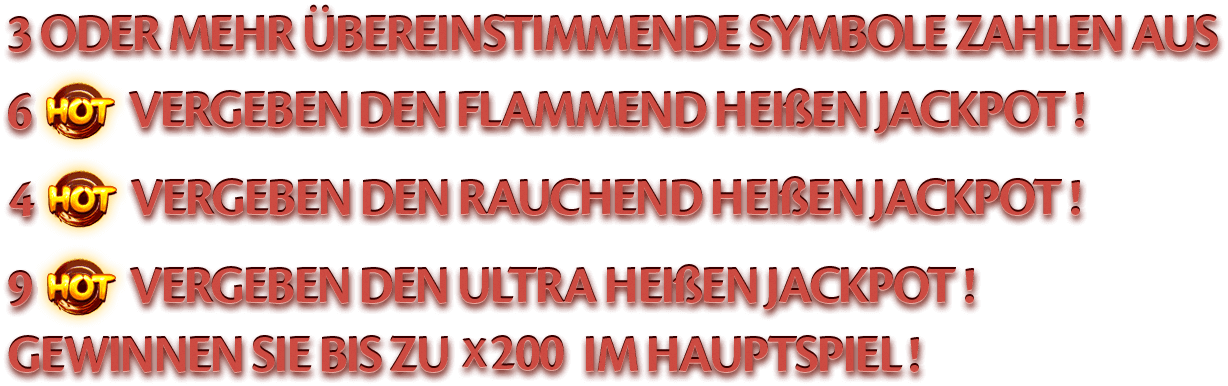 3 ODER MEHR ÜBEREINSTIMMENDE SYMBOLE ZAHLEN AUS
6 HOT VERGEBEN DEN FLAMMEND HEIßEN JACKPOT !
4 HOT VERGEBEN DEN RAUCHEND HEIßEN JACKPOT !
9 HOT VERGEBEN DEN ULTRA HEIßEN JACKPOT !
GEWINNEN SIE BIS ZU X200 IM HAUPTSPIEL !